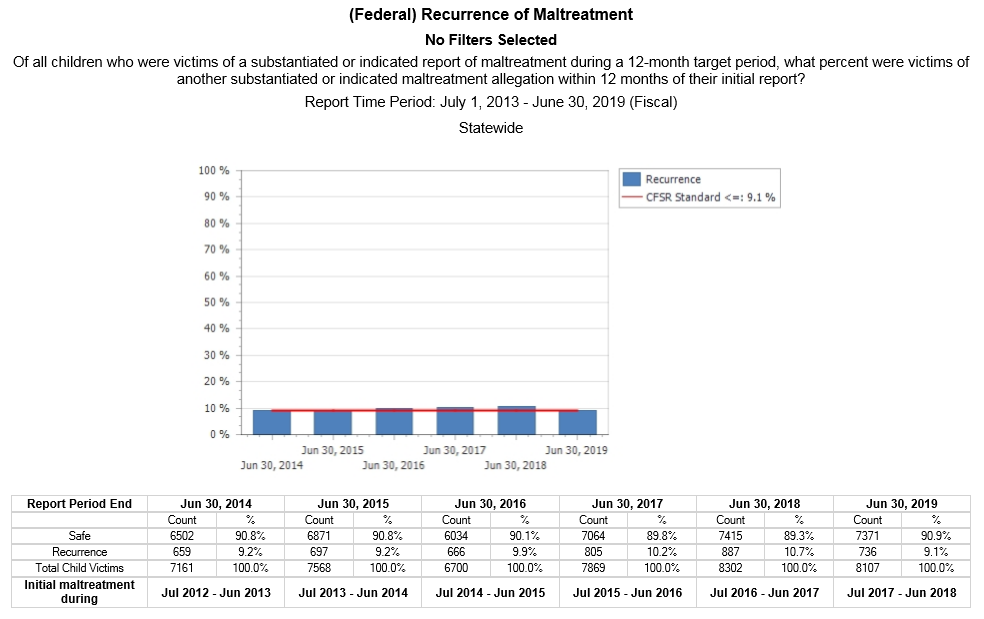 (Federal) Recurrence of Maltreatment
No Filters Selected
Of all children who were victims of a substantiated or indicated report of maltreatment during a 12-month target period, what percent were victims of
another substantiated or indicated maltreatment allegation within 12 months of their initial report?
Report Time Period: July 1, 2013 - June 30, 2019 (Fiscal)
Statewide
100 %
90 %
80 %
70 %
60 %
50 %
40 %
30 %
20 %
10 %
0 %
Recurrence
CFSR Standard <=: 9.1 %
Jun 30, 2015 Jun 30, 2017 Jun 30, 2019
Jun 30, 2014 Jun 30, 2016 Jun 30, 2018
Report Period End Jun 30, 2014 Jun 30, 2015 Jun 30, 2016 Jun 30, 2017 Jun 30, 2018 Jun 30, 2019
Count % Count % Count % Count % Count % Count %
Safe 6502 90.8% 6871 90.8% 6034 90.1% 7064 89.8% 7415 89.3% 7371 90.9%
Recurrence 659 9.2% 697 9.2% 666 9.9% 805 10.2% 887 10.7% 736 9.1%
Total Child Victims 7161 100.0% 7568 100.0% 6700 100.0% 7869 100.0% 8302 100.0% 8107 100.0%
Initial maltreatment
during Jul 2012 - Jun 2013 Jul 2013 - Jun 2014 Jul 2014 - Jun 2015 Jul 2015 - Jun 2016 Jul 2016 - Jun 2017 Jul 2017 - Jun 2018